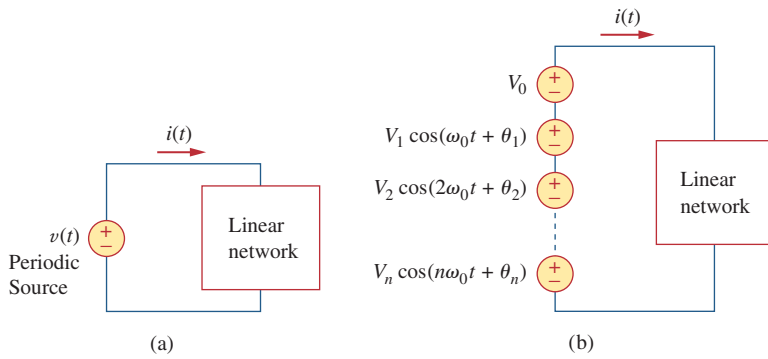 i(t)
v(t)
Periodic
Source
+
−
Linear
network
(a)
i(t)
V₀
+
−
V₁ cos(ω₀t + θ₁)
+
−
V₂ cos(2ω₀t + θ₂)
+
−
Vₙ cos(nω₀t + θₙ)
+
−
Linear
network
(b)